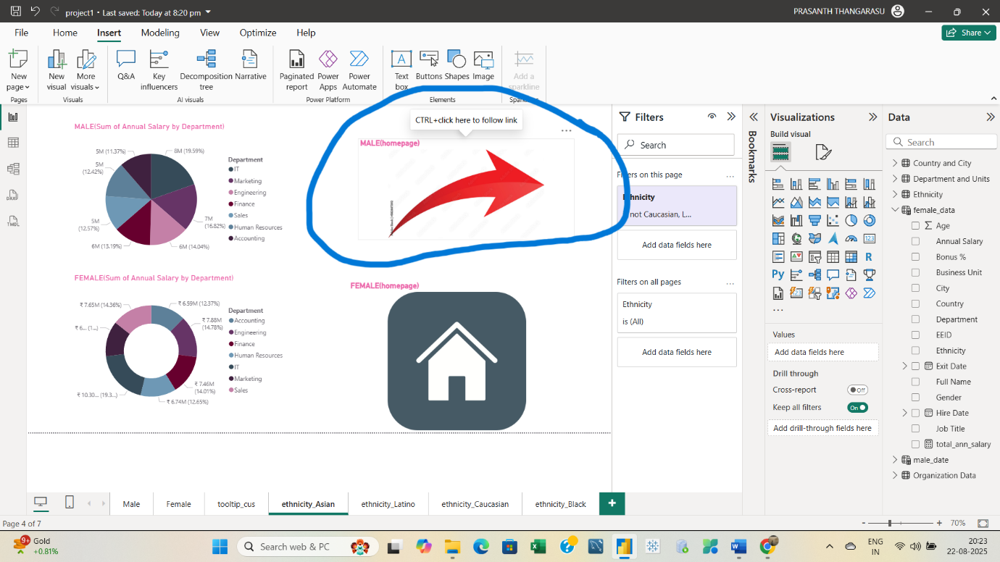 project1 • Last saved: Today at 8:20 pm
PRASANTH THANGARASU
File Home Insert Modeling View Optimize Help
Share
New page
New visual
More visuals
Q&A
Key influencers
Decomposition tree
Narrative
Paginated report
Power Apps
Power Automate
Text box
Buttons
Shapes
Image
Add a sparkline
Pages
Visuals
AI visuals
Power Platform
Elements
MALE(Sum of Annual Salary by Department)
5M (11.37%)
8M (19.59%)
5M (12.42%)
5M (12.57%)
7M (16.82%)
6M (13.19%)
6M (14.04%)
Department
IT
Marketing
Engineering
Finance
Sales
Human Resources
Accounting
CTRL+click here to follow link
MALE(homepage)
FEMALE(Sum of Annual Salary by Department)
₹ 7.65M (14.36%)
₹ 6.59M (12.37%)
₹ 7.88M (14.78%)
₹ 6... (1...)
₹ 7.46M (14.01%)
₹ 10.30... (19.3...)
₹ 6.74M (12.65%)
Department
Accounting
Engineering
Finance
Human Resources
IT
Marketing
Sales
FEMALE(homepage)
Filters
Search
Filters on this page
...
Ethnicity
not Caucasian, L...
Add data fields here
Filters on all pages
...
Ethnicity
is (All)
Add data fields here
Bookmarks
Visualizations
Build visual
R
Py
123
...
Values
Add data fields here
Drill through
Cross-report
Off
Keep all filters
On
Add drill-through fields here
Data
Search
Country and City
Department and Units
Ethnicity
female_data
Σ Age
Annual Salary
Bonus %
Business Unit
City
Country
Department
EEID
Ethnicity
Exit Date
Full Name
Gender
Hire Date
Job Title
total_ann_salary
male_date
Organization Data
DAX
TMDL
Male
Female
tooltip_cus
ethnicity_Asian
ethnicity_Latino
ethnicity_Caucasian
ethnicity_Black
+
Page 4 of 7
- + 70%
9+
Gold
+0.81%
Search web & PC
ENG
IN
20:23
22-08-2025